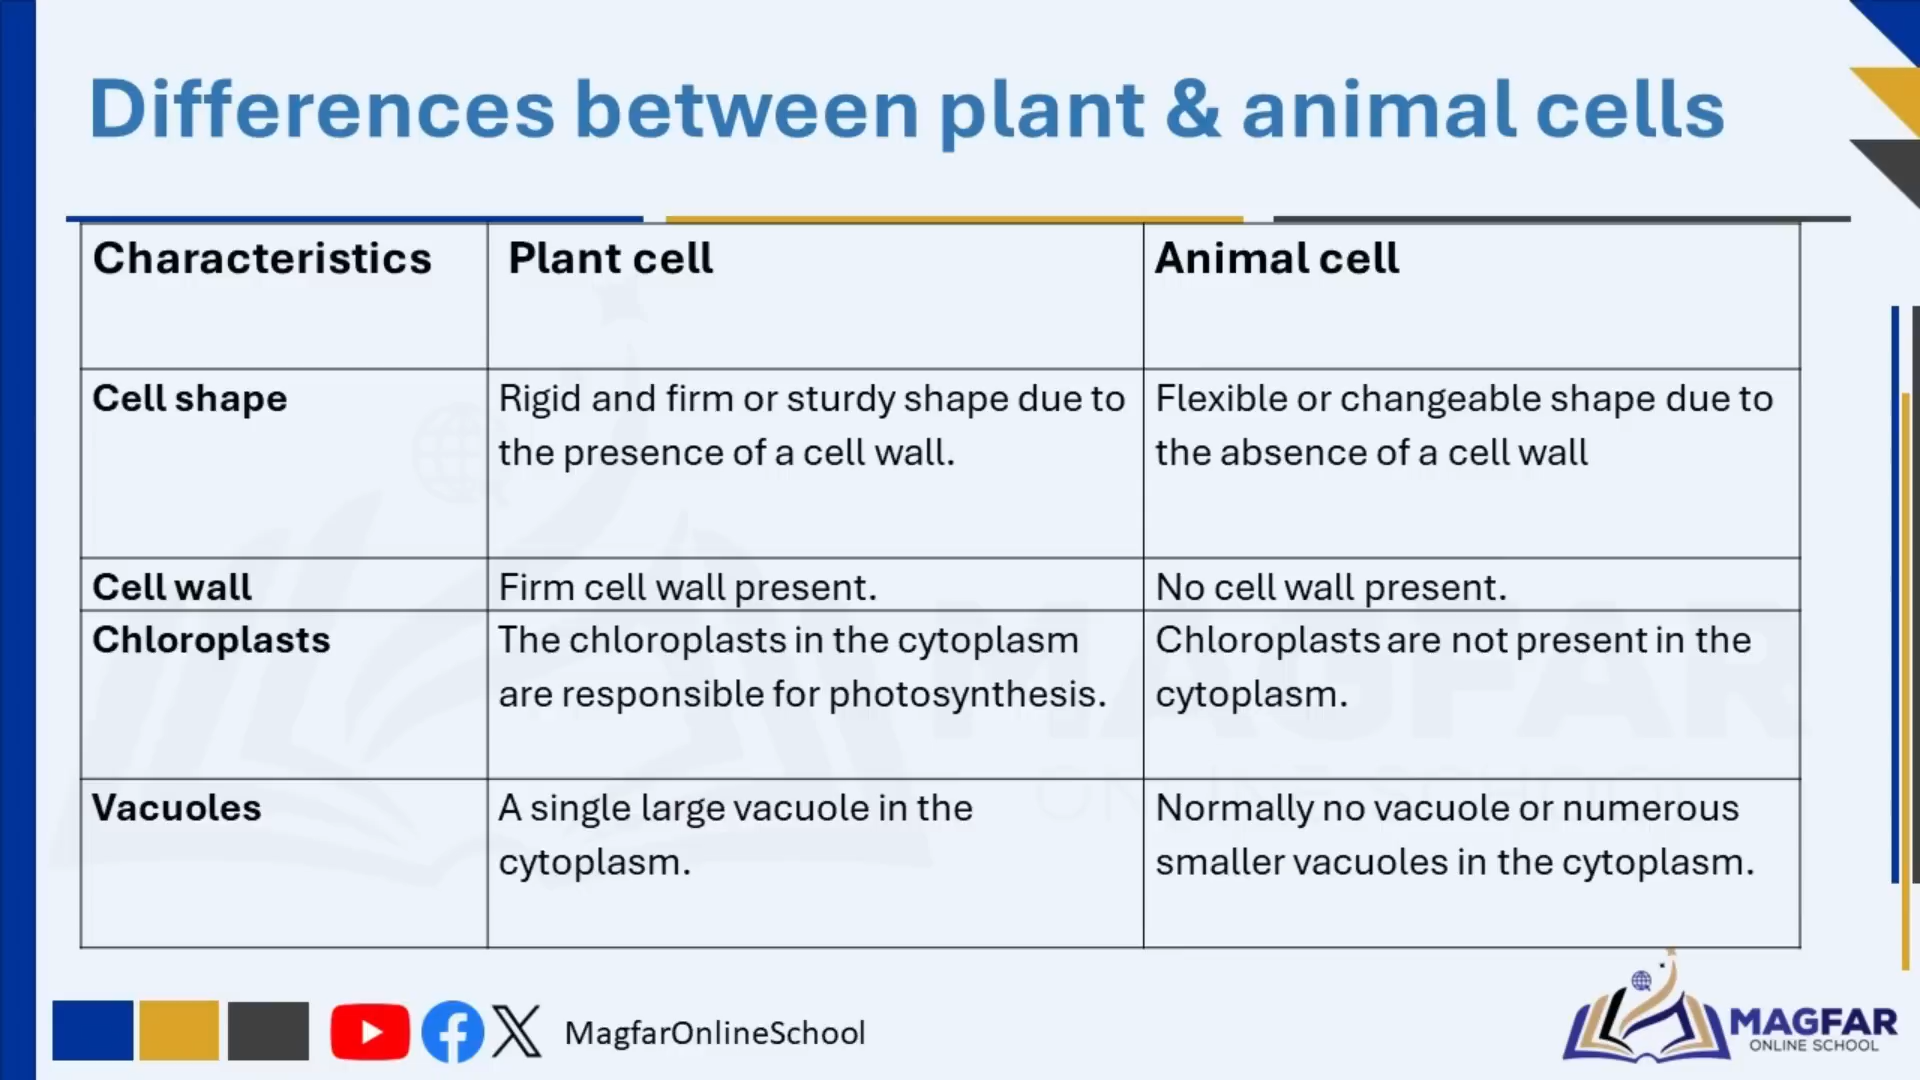 Differences between plant & animal cells
Characteristics
Plant cell
Animal cell
Cell shape
Rigid and firm or sturdy shape due to
the presence of a cell wall.
Flexible or changeable shape due to
the absence of a cell wall
Cell wall
Firm cell wall present.
No cell wall present.
Chloroplasts
The chloroplasts in the cytoplasm
are responsible for photosynthesis.
Chloroplasts are not present in the
cytoplasm.
Vacuoles
A single large vacuole in the
cytoplasm.
Normally no vacuole or numerous
smaller vacuoles in the cytoplasm.
MagfarOnlineSchool
MAGFAR
ONLINE SCHOOL
MAGFAR
ONLINE SCHOOL